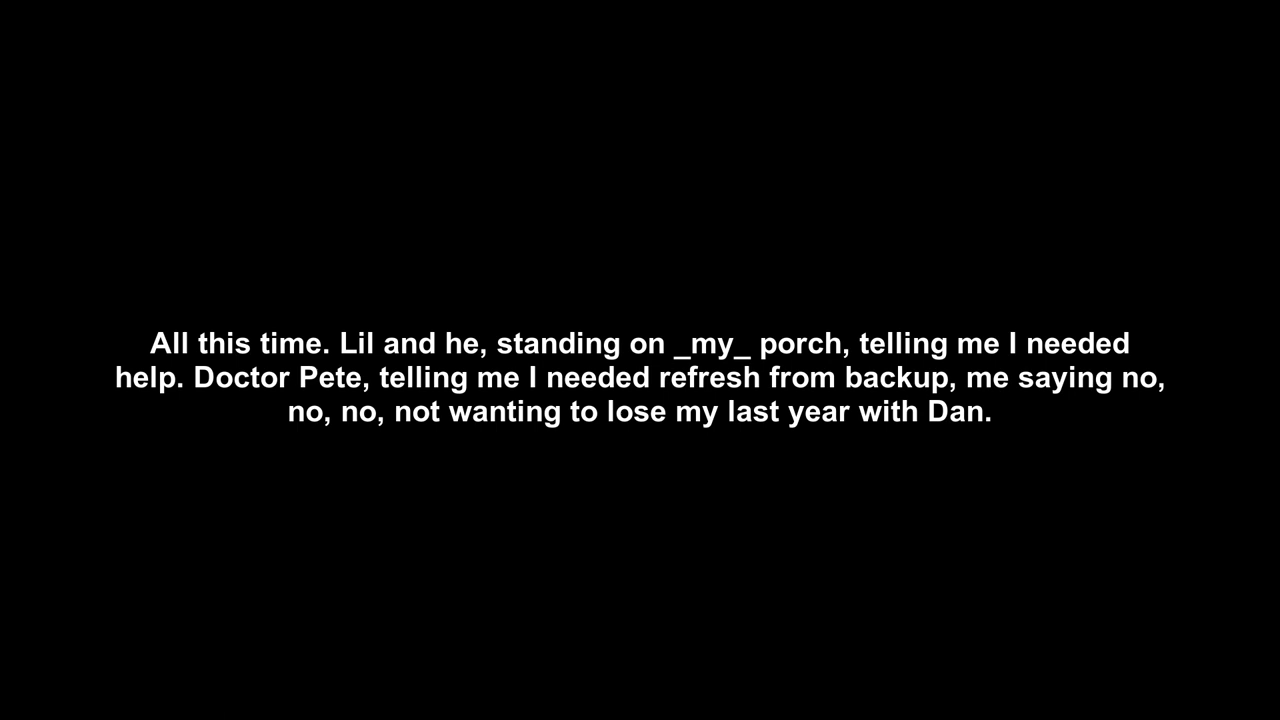 All this time. Lil and he, standing on _my_ porch, telling me I needed
help. Doctor Pete, telling me I needed refresh from backup, me saying no,
no, no, not wanting to lose my last year with Dan.